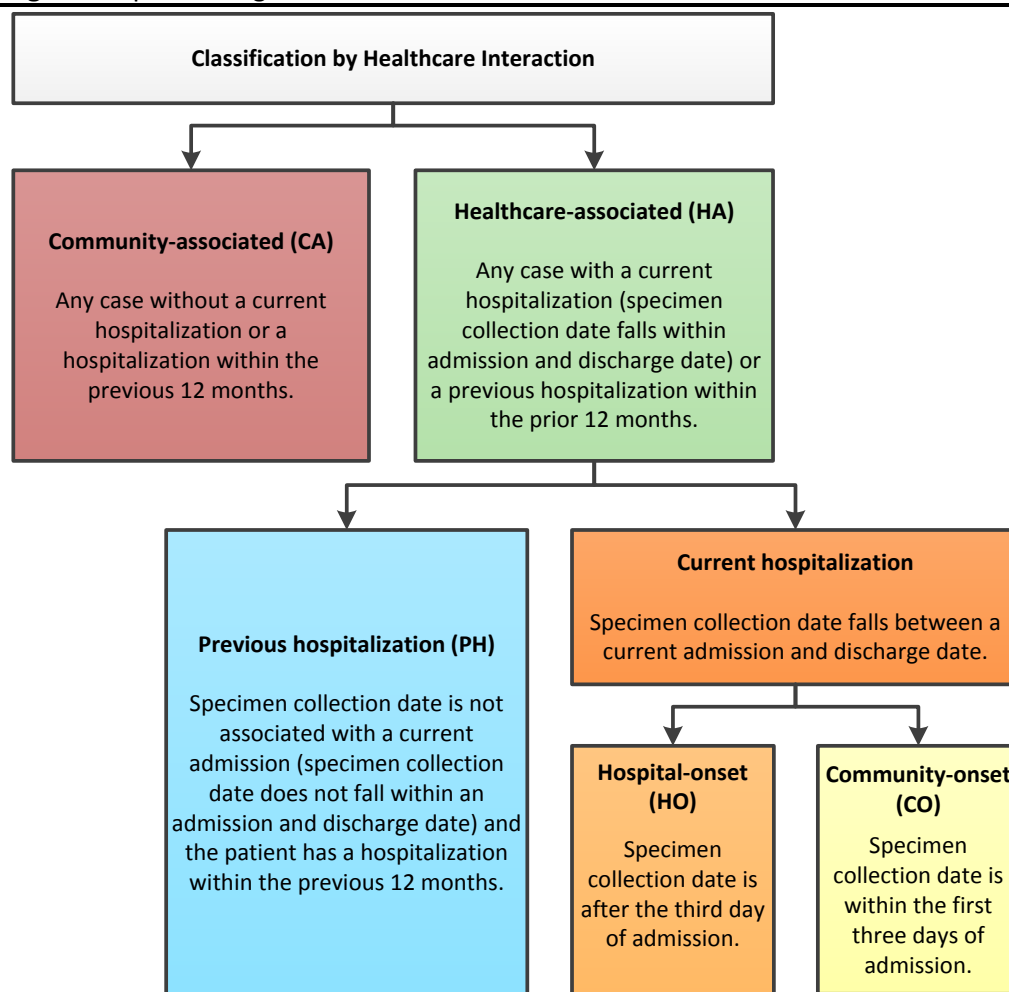 Classification by Healthcare Interaction
Community-associated (CA)
Any case without a current
hospitalization or a
hospitalization within the
previous 12 months.
Healthcare-associated (HA)
Any case with a current
hospitalization (specimen
collection date falls within
admission and discharge date) or
a previous hospitalization within
the prior 12 months.
Previous hospitalization (PH)
Specimen collection date is not
associated with a current
admission (specimen collection
date does not fall within an
admission and discharge date) and
the patient has a hospitalization
within the previous 12 months.
Current hospitalization
Specimen collection date falls between a
current admission and discharge date.
Hospital-onset
(HO)
Specimen
collection date is
after the third day
of admission.
Community-onset
(CO)
Specimen
collection date is
within the first
three days of
admission.